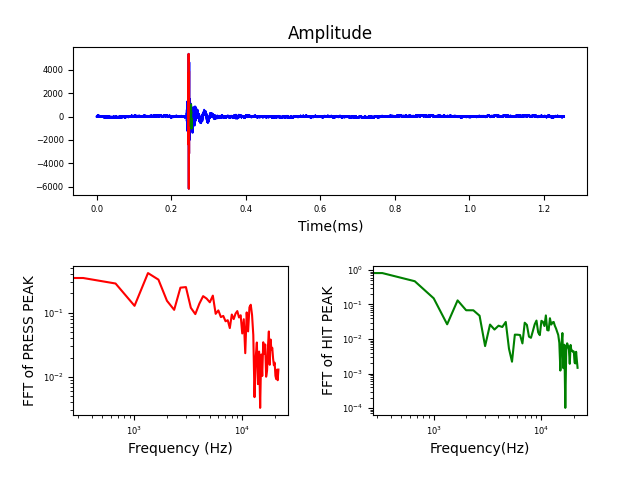 Amplitude
4000
2000
0
−2000
−4000
−6000
0.0 0.2 0.4 0.6 0.8 1.0 1.2
Time(ms)
FFT of PRESS PEAK
10⁻¹
10⁻²
10³ 10⁴
Frequency (Hz)
FFT of HIT PEAK
10⁰
10⁻¹
10⁻²
10⁻³
10⁻⁴
10³ 10⁴
Frequency(Hz)